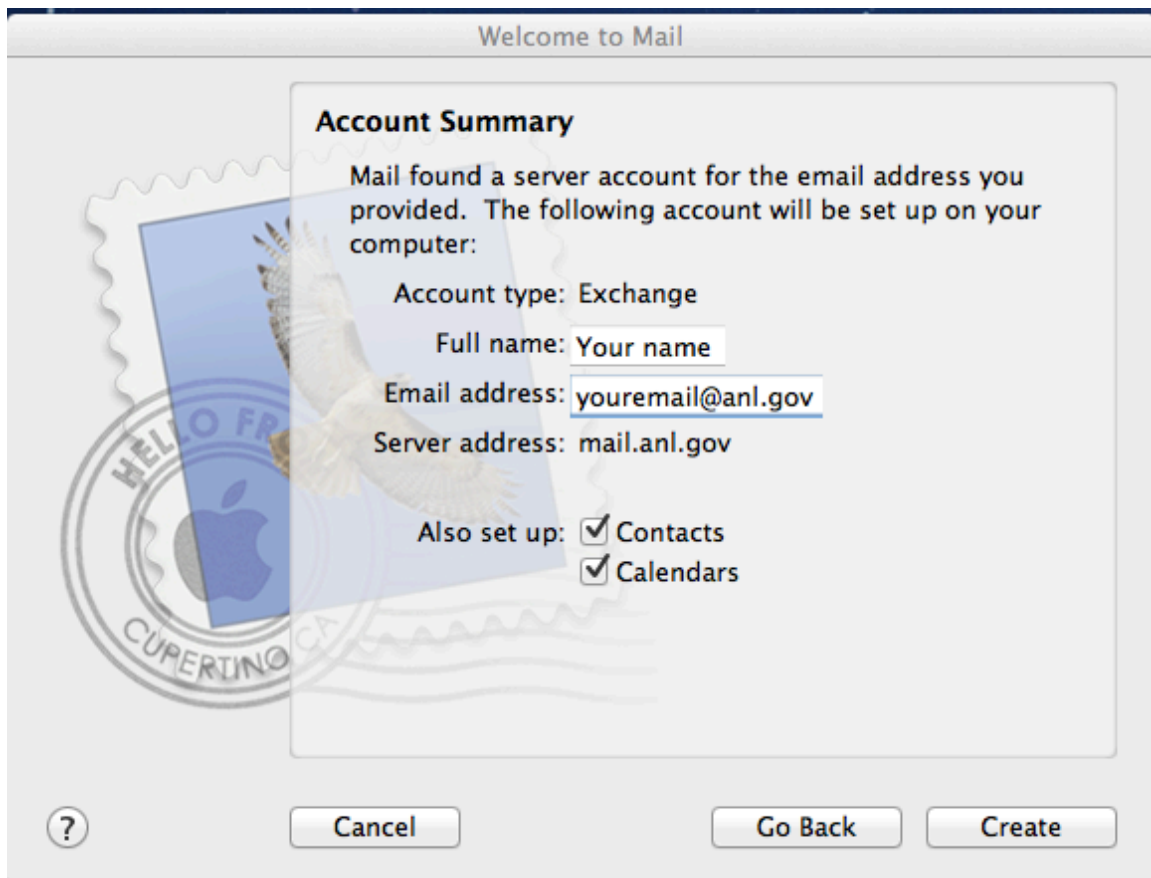 Welcome to Mail
Account Summary
Mail found a server account for the email address you
provided. The following account will be set up on your
computer:
Account type: Exchange
Full name: Your name
Email address: youremail@anl.gov
Server address: mail.anl.gov
Also set up: Contacts
Calendars
HELLO FRO
CUPERTINO CA
? Cancel Go Back Create